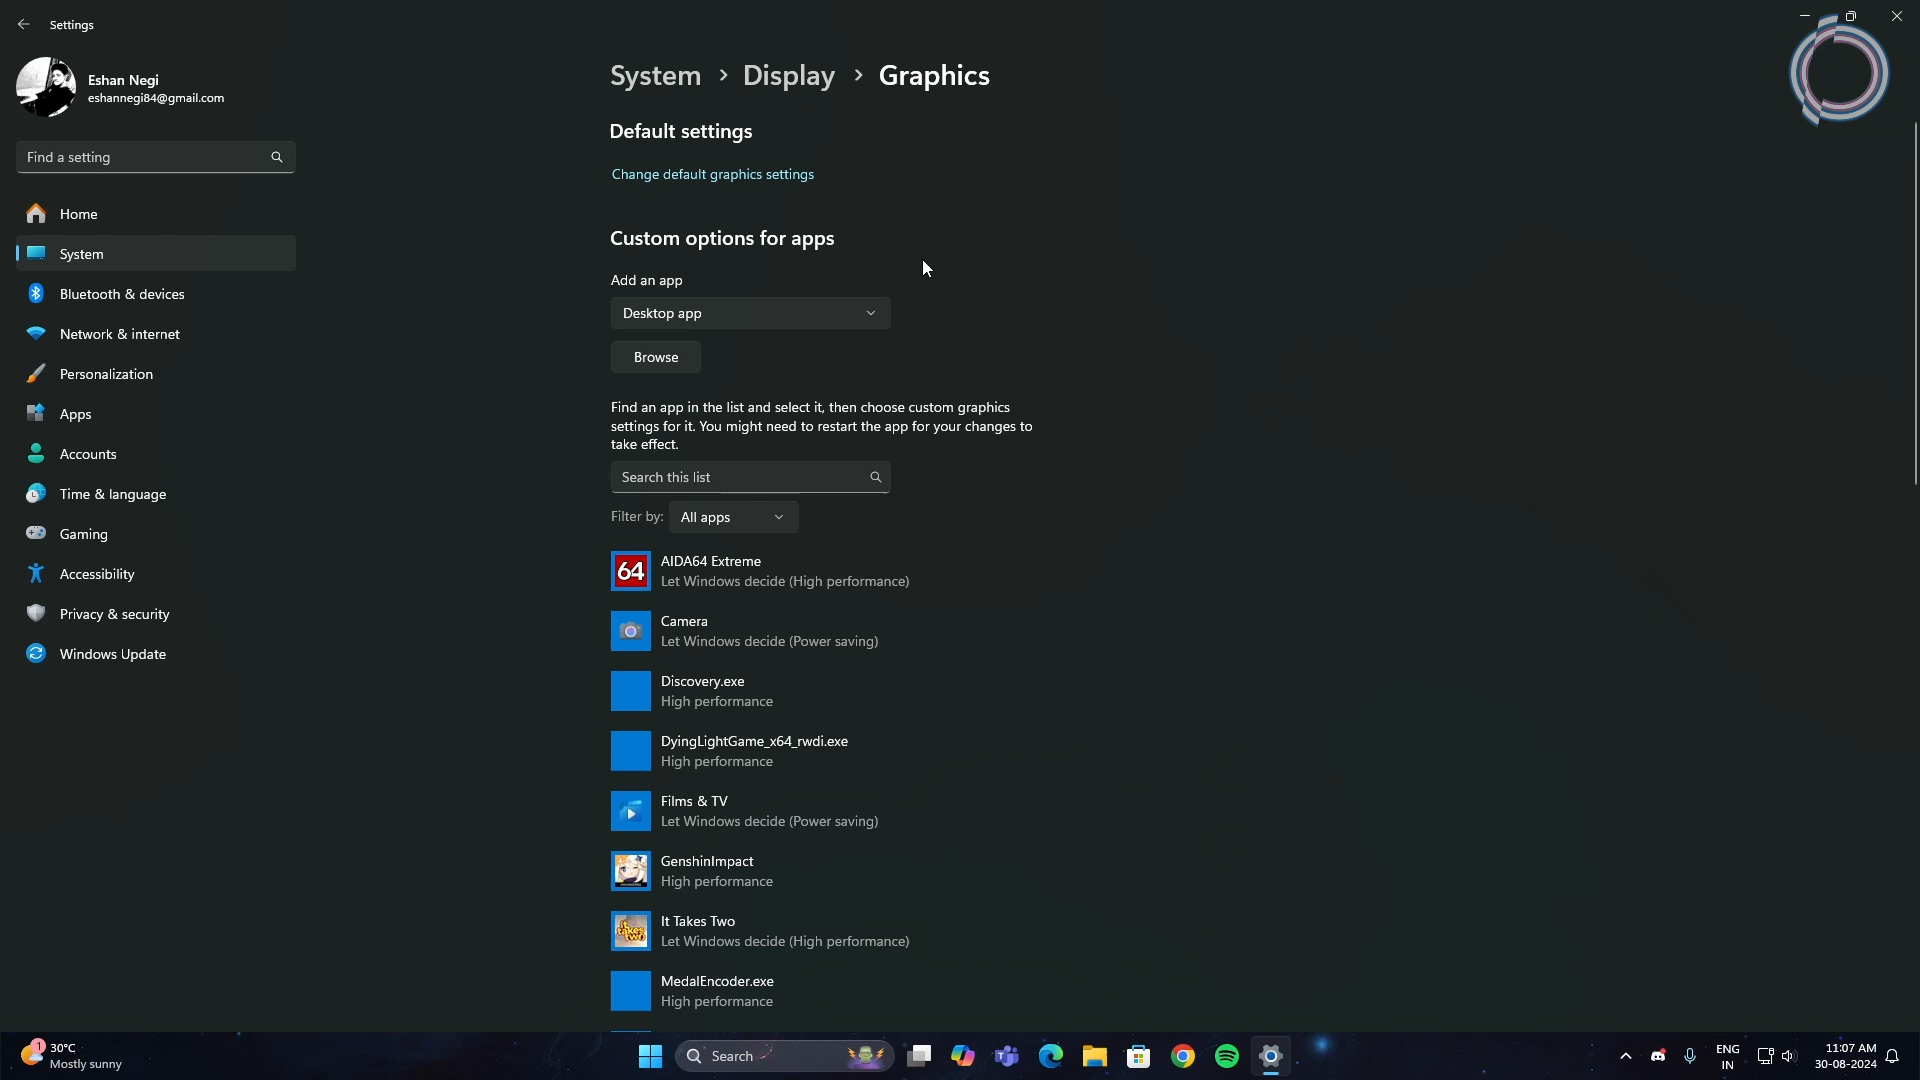 Settings
Eshan Negi
eshannegi84@gmail.com
Find a setting
Home
System
Bluetooth & devices
Network & internet
Personalization
Apps
Accounts
Time & language
Gaming
Accessibility
Privacy & security
Windows Update
System > Display > Graphics
Default settings
Change default graphics settings
Custom options for apps
Add an app
Desktop app
Browse
Find an app in the list and select it, then choose custom graphics
settings for it. You might need to restart the app for your changes to
take effect.
Search this list
Filter by: All apps
64
AIDA64 Extreme
Let Windows decide (High performance)
Camera
Let Windows decide (Power saving)
Discovery.exe
High performance
DyingLightGame_x64_rwdi.exe
High performance
Films & TV
Let Windows decide (Power saving)
GenshinImpact
High performance
it takes two
It Takes Two
Let Windows decide (High performance)
MedalEncoder.exe
High performance
1
30°C
Mostly sunny
Search
ENG
IN
11:07 AM
30-08-2024